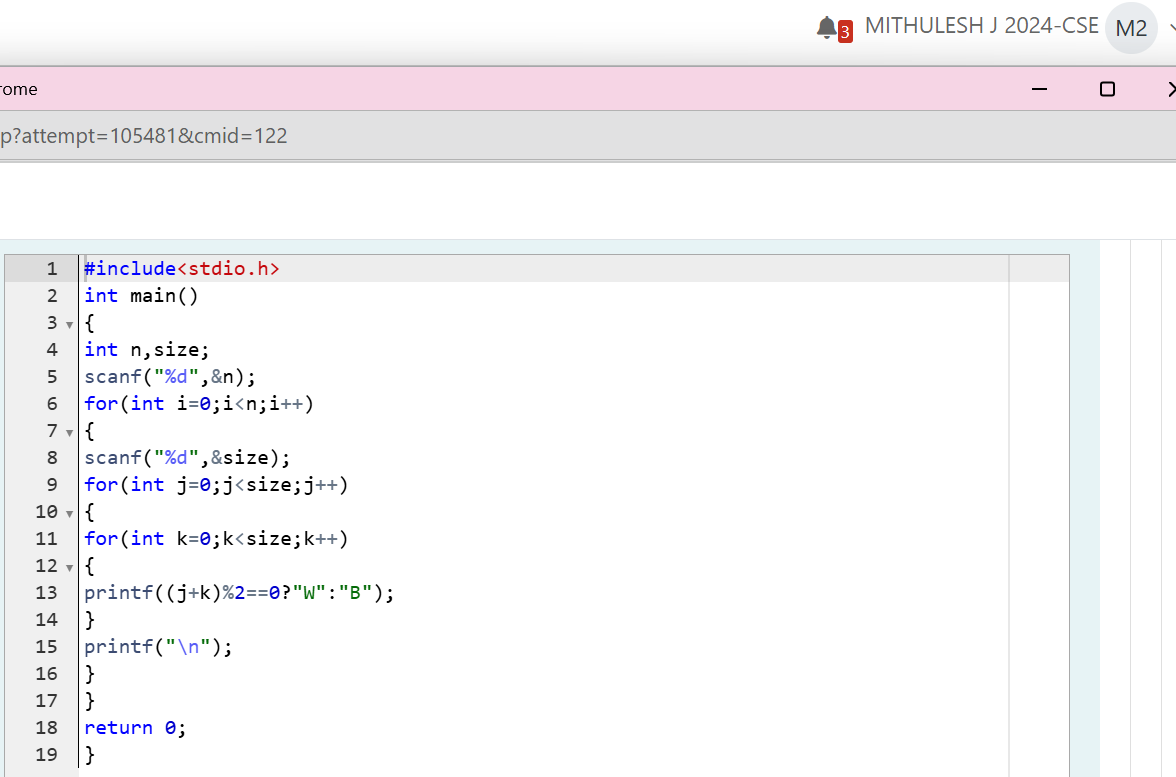 3 MITHULESH J 2024-CSE M2
p?attempt=105481&cmid=122
1 #include<stdio.h>
2 int main()
3 {
4 int n,size;
5 scanf("%d",&n);
6 for(int i=0;i<n;i++)
7 {
8 scanf("%d",&size);
9 for(int j=0;j<size;j++)
10 {
11 for(int k=0;k<size;k++)
12 {
13 printf((j+k)%2==0?"W":"B");
14 }
15 printf("\n");
16 }
17 }
18 return 0;
19 }